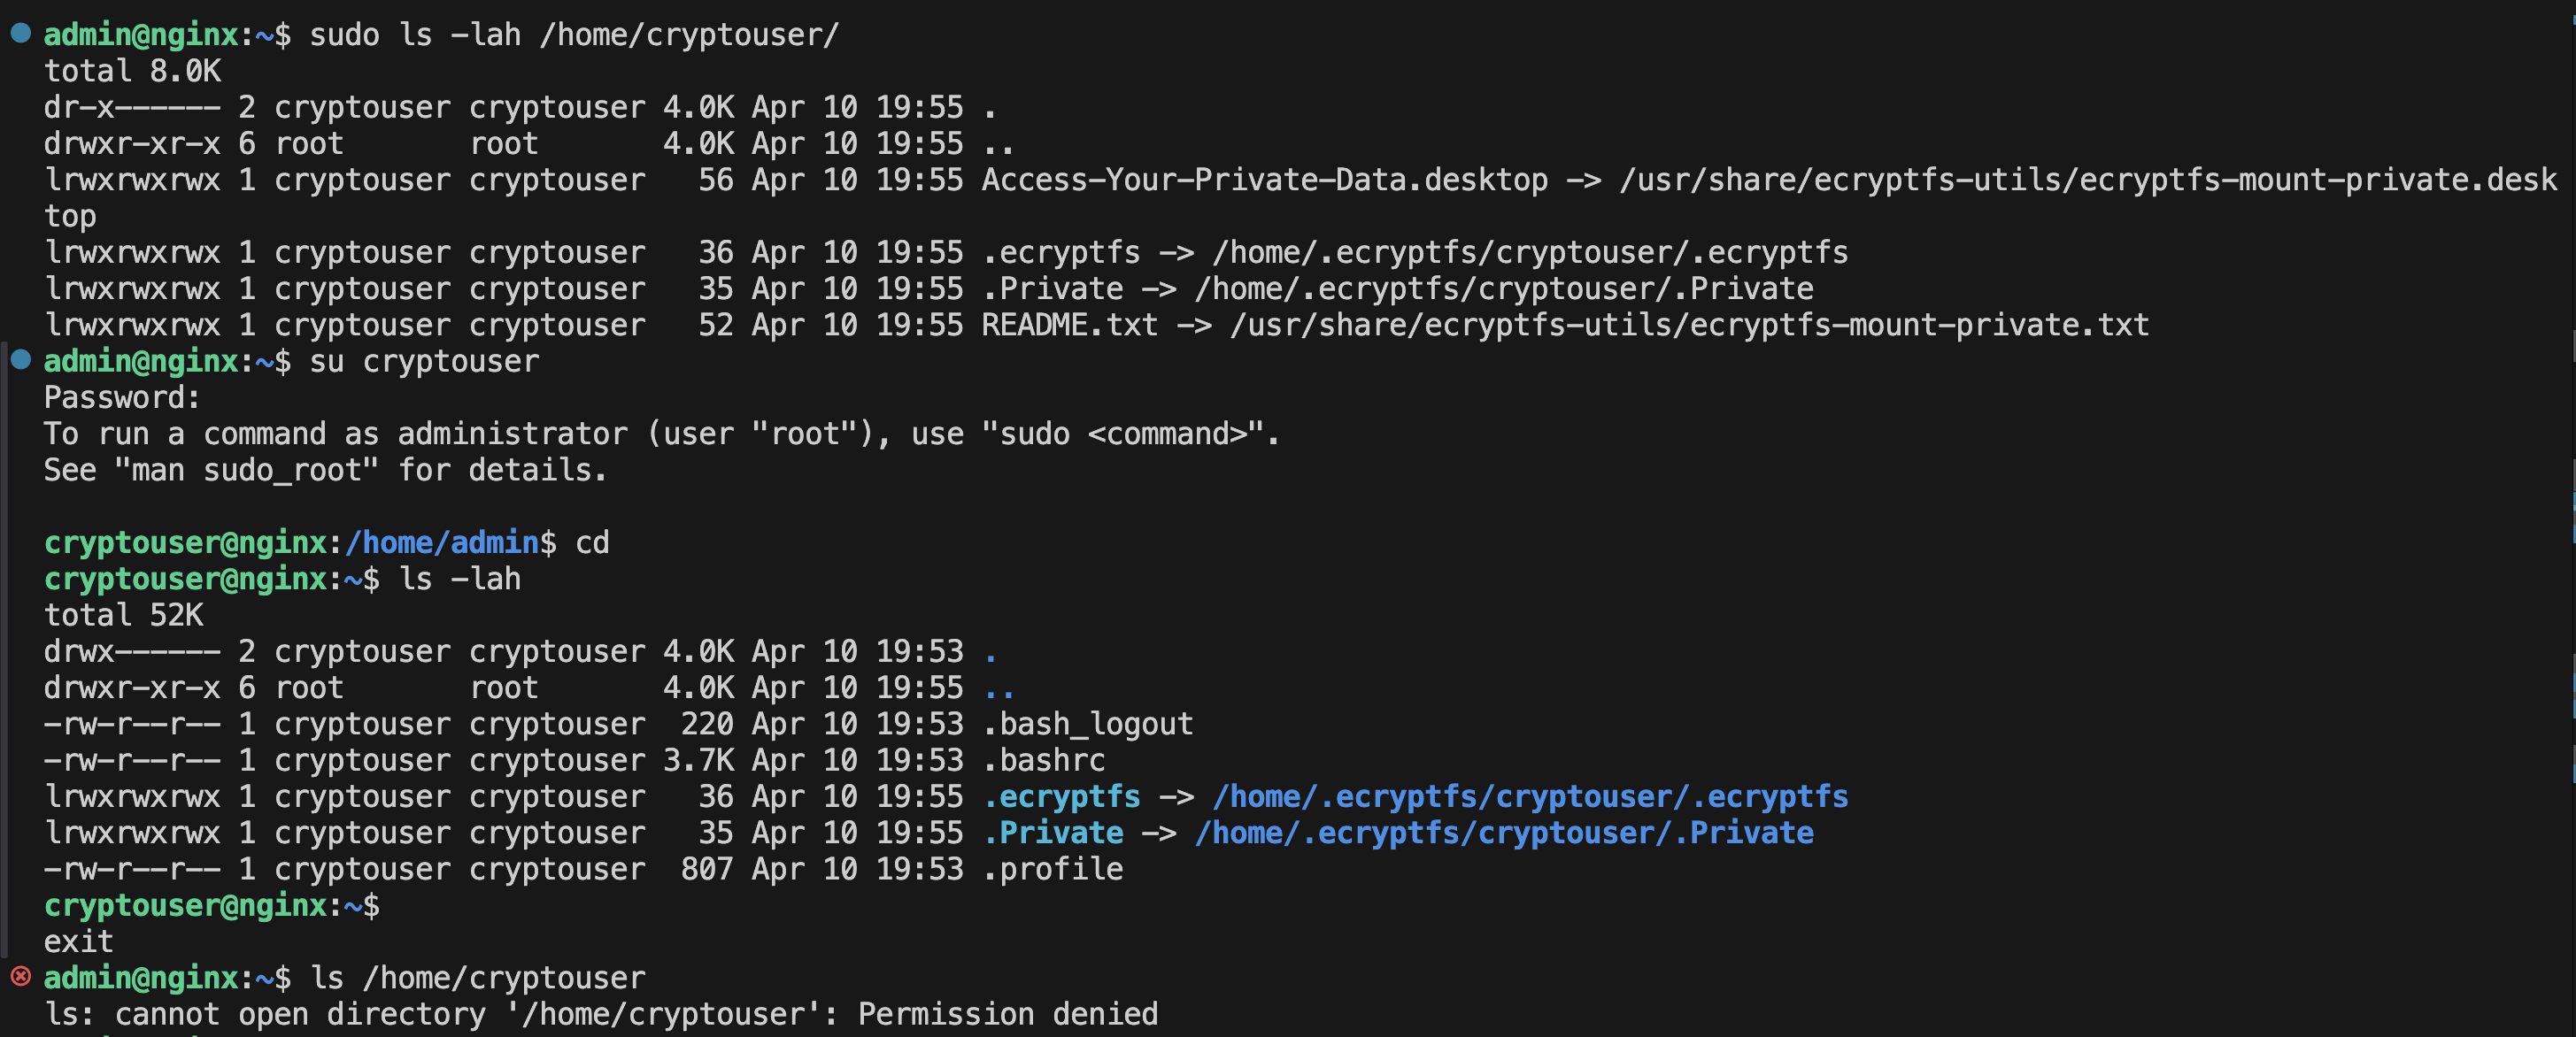 admin@nginx:~$ sudo ls -lah /home/cryptouser/
total 8.0K
dr-x------ 2 cryptouser cryptouser 4.0K Apr 10 19:55 .
drwxr-xr-x 6 root       root       4.0K Apr 10 19:55 ..
lrwxrwxrwx 1 cryptouser cryptouser   56 Apr 10 19:55 Access-Your-Private-Data.desktop -> /usr/share/ecryptfs-utils/ecryptfs-mount-private.desk
top
lrwxrwxrwx 1 cryptouser cryptouser   36 Apr 10 19:55 .ecryptfs -> /home/.ecryptfs/cryptouser/.ecryptfs
lrwxrwxrwx 1 cryptouser cryptouser   35 Apr 10 19:55 .Private -> /home/.ecryptfs/cryptouser/.Private
lrwxrwxrwx 1 cryptouser cryptouser   52 Apr 10 19:55 README.txt -> /usr/share/ecryptfs-utils/ecryptfs-mount-private.txt
admin@nginx:~$ su cryptouser
Password:
To run a command as administrator (user "root"), use "sudo <command>".
See "man sudo_root" for details.

cryptouser@nginx:/home/admin$ cd
cryptouser@nginx:~$ ls -lah
total 52K
drwx------ 2 cryptouser cryptouser 4.0K Apr 10 19:53 .
drwxr-xr-x 6 root       root       4.0K Apr 10 19:55 ..
-rw-r--r-- 1 cryptouser cryptouser  220 Apr 10 19:53 .bash_logout
-rw-r--r-- 1 cryptouser cryptouser 3.7K Apr 10 19:53 .bashrc
lrwxrwxrwx 1 cryptouser cryptouser   36 Apr 10 19:55 .ecryptfs -> /home/.ecryptfs/cryptouser/.ecryptfs
lrwxrwxrwx 1 cryptouser cryptouser   35 Apr 10 19:55 .Private -> /home/.ecryptfs/cryptouser/.Private
-rw-r--r-- 1 cryptouser cryptouser  807 Apr 10 19:53 .profile
cryptouser@nginx:~$
exit
admin@nginx:~$ ls /home/cryptouser
ls: cannot open directory '/home/cryptouser': Permission denied